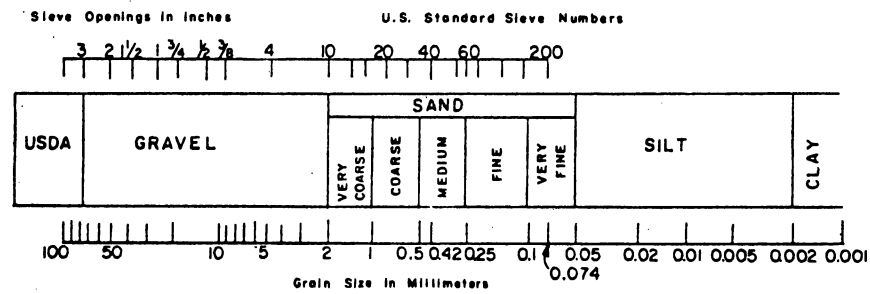 Sieve Openings in Inches U.S. Standard Sieve Numbers
3 2 1½ 1 ¾ ½ ⅜ 4 10 20 40 60 200
SAND
USDA GRAVEL VERY COARSE COARSE MEDIUM FINE VERY FINE SILT CLAY
100 50 10 5 2 1 0.5 0.42 0.25 0.1 0.05 0.02 0.01 0.005 0.002 0.001
0.074
Grain Size in Millimeters